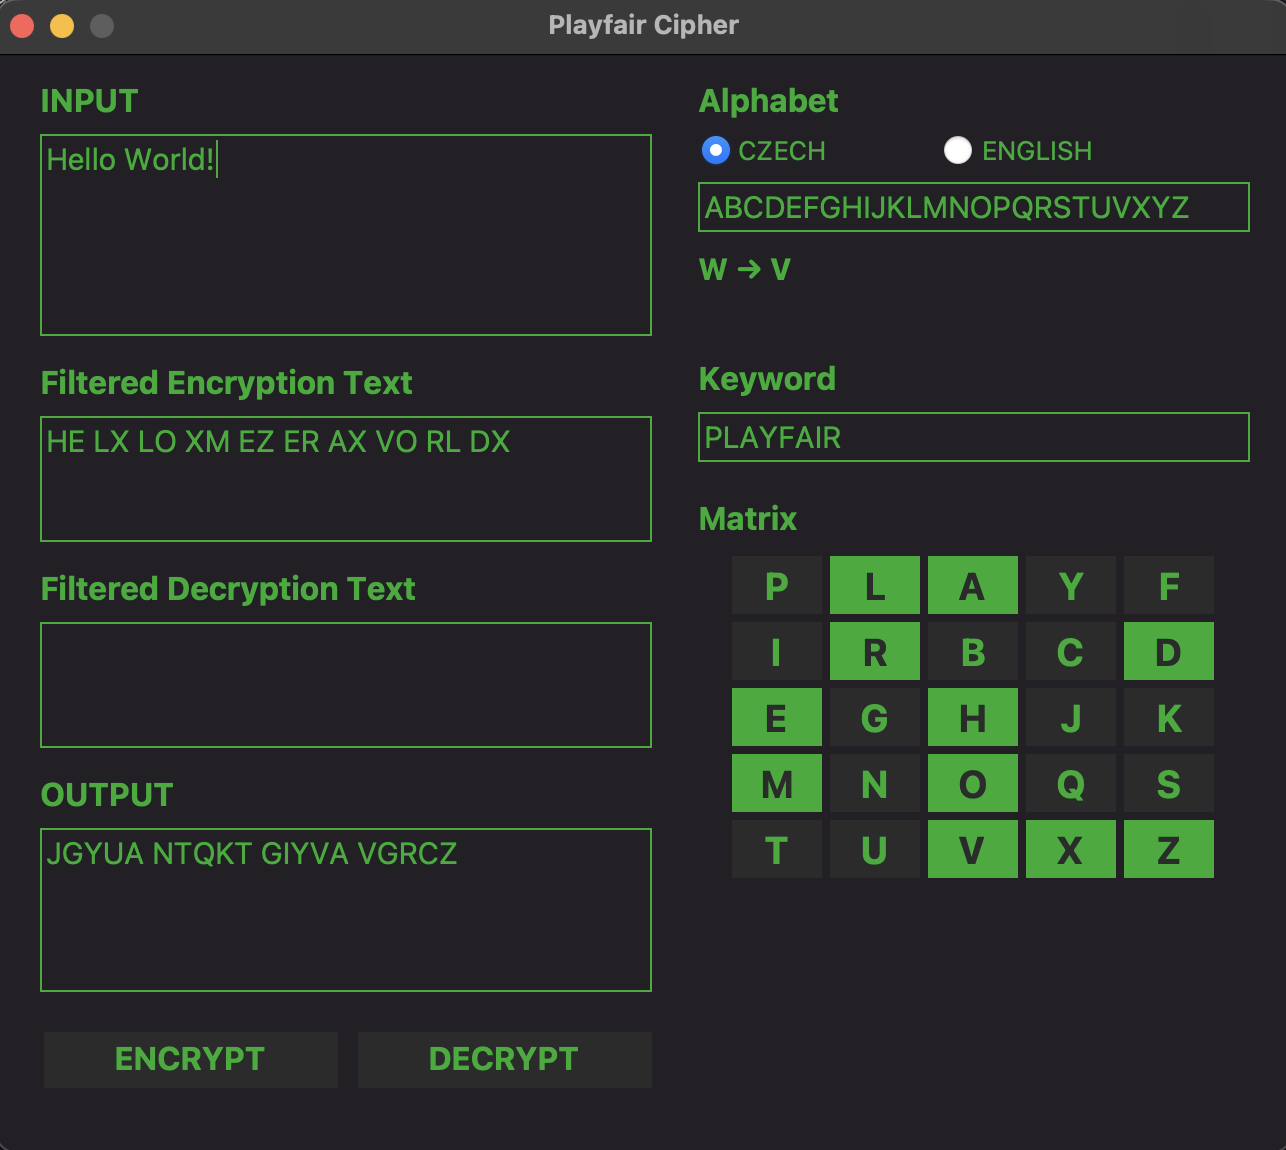 Playfair Cipher
INPUT
Hello World!
Filtered Encryption Text
HE LX LO XM EZ ER AX VO RL DX
Filtered Decryption Text
OUTPUT
JGYUA NTQKT GIYVA VGRCZ
ENCRYPT DECRYPT
Alphabet
CZECH ENGLISH
ABCDEFGHIJKLMNOPQRSTUVXYZ
W → V
Keyword
PLAYFAIR
Matrix
P L A Y F
I R B C D
E G H J K
M N O Q S
T U V X Z